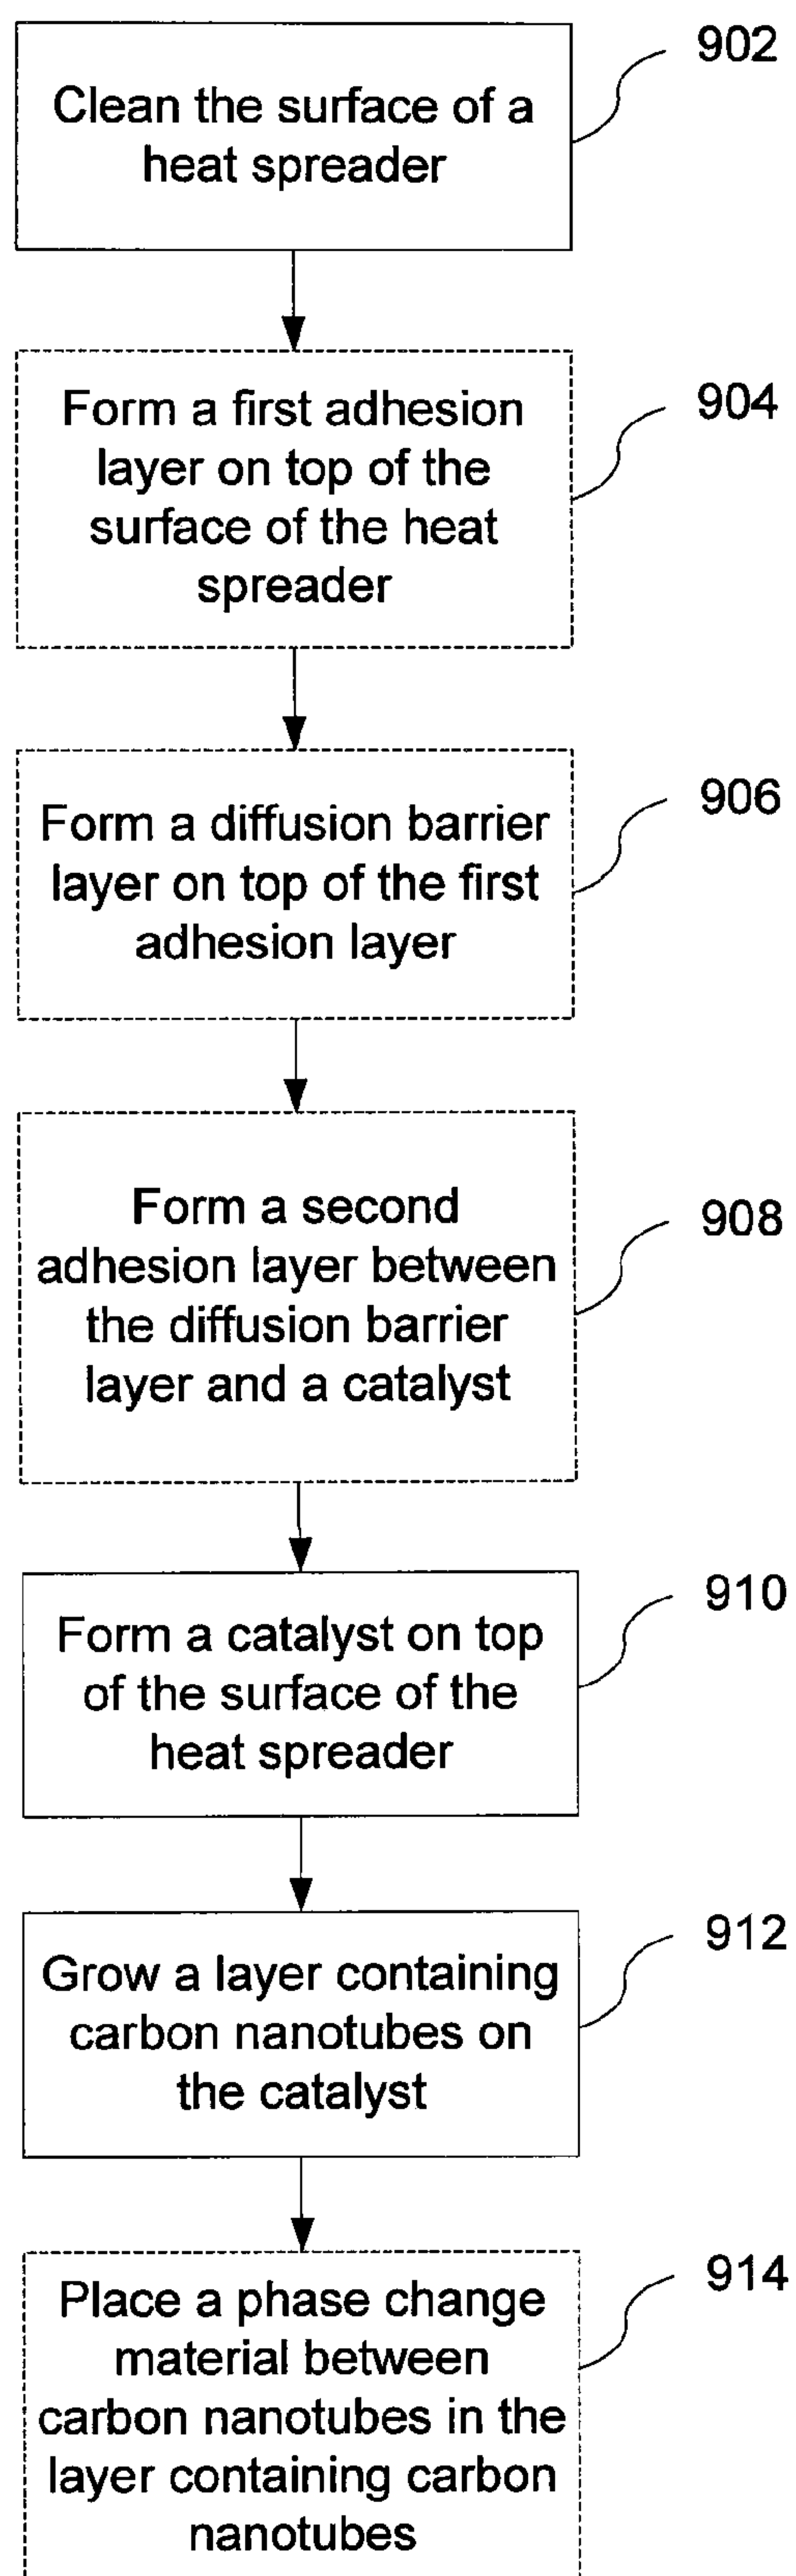 Clean the surface of a
heat spreader
902
Form a first adhesion
layer on top of the
surface of the heat
spreader
904
Form a diffusion barrier
layer on top of the first
adhesion layer
906
Form a second
adhesion layer between
the diffusion barrier
layer and a catalyst
908
Form a catalyst on top
of the surface of the
heat spreader
910
Grow a layer containing
carbon nanotubes on
the catalyst
912
Place a phase change
material between
carbon nanotubes in the
layer containing carbon
nanotubes
914